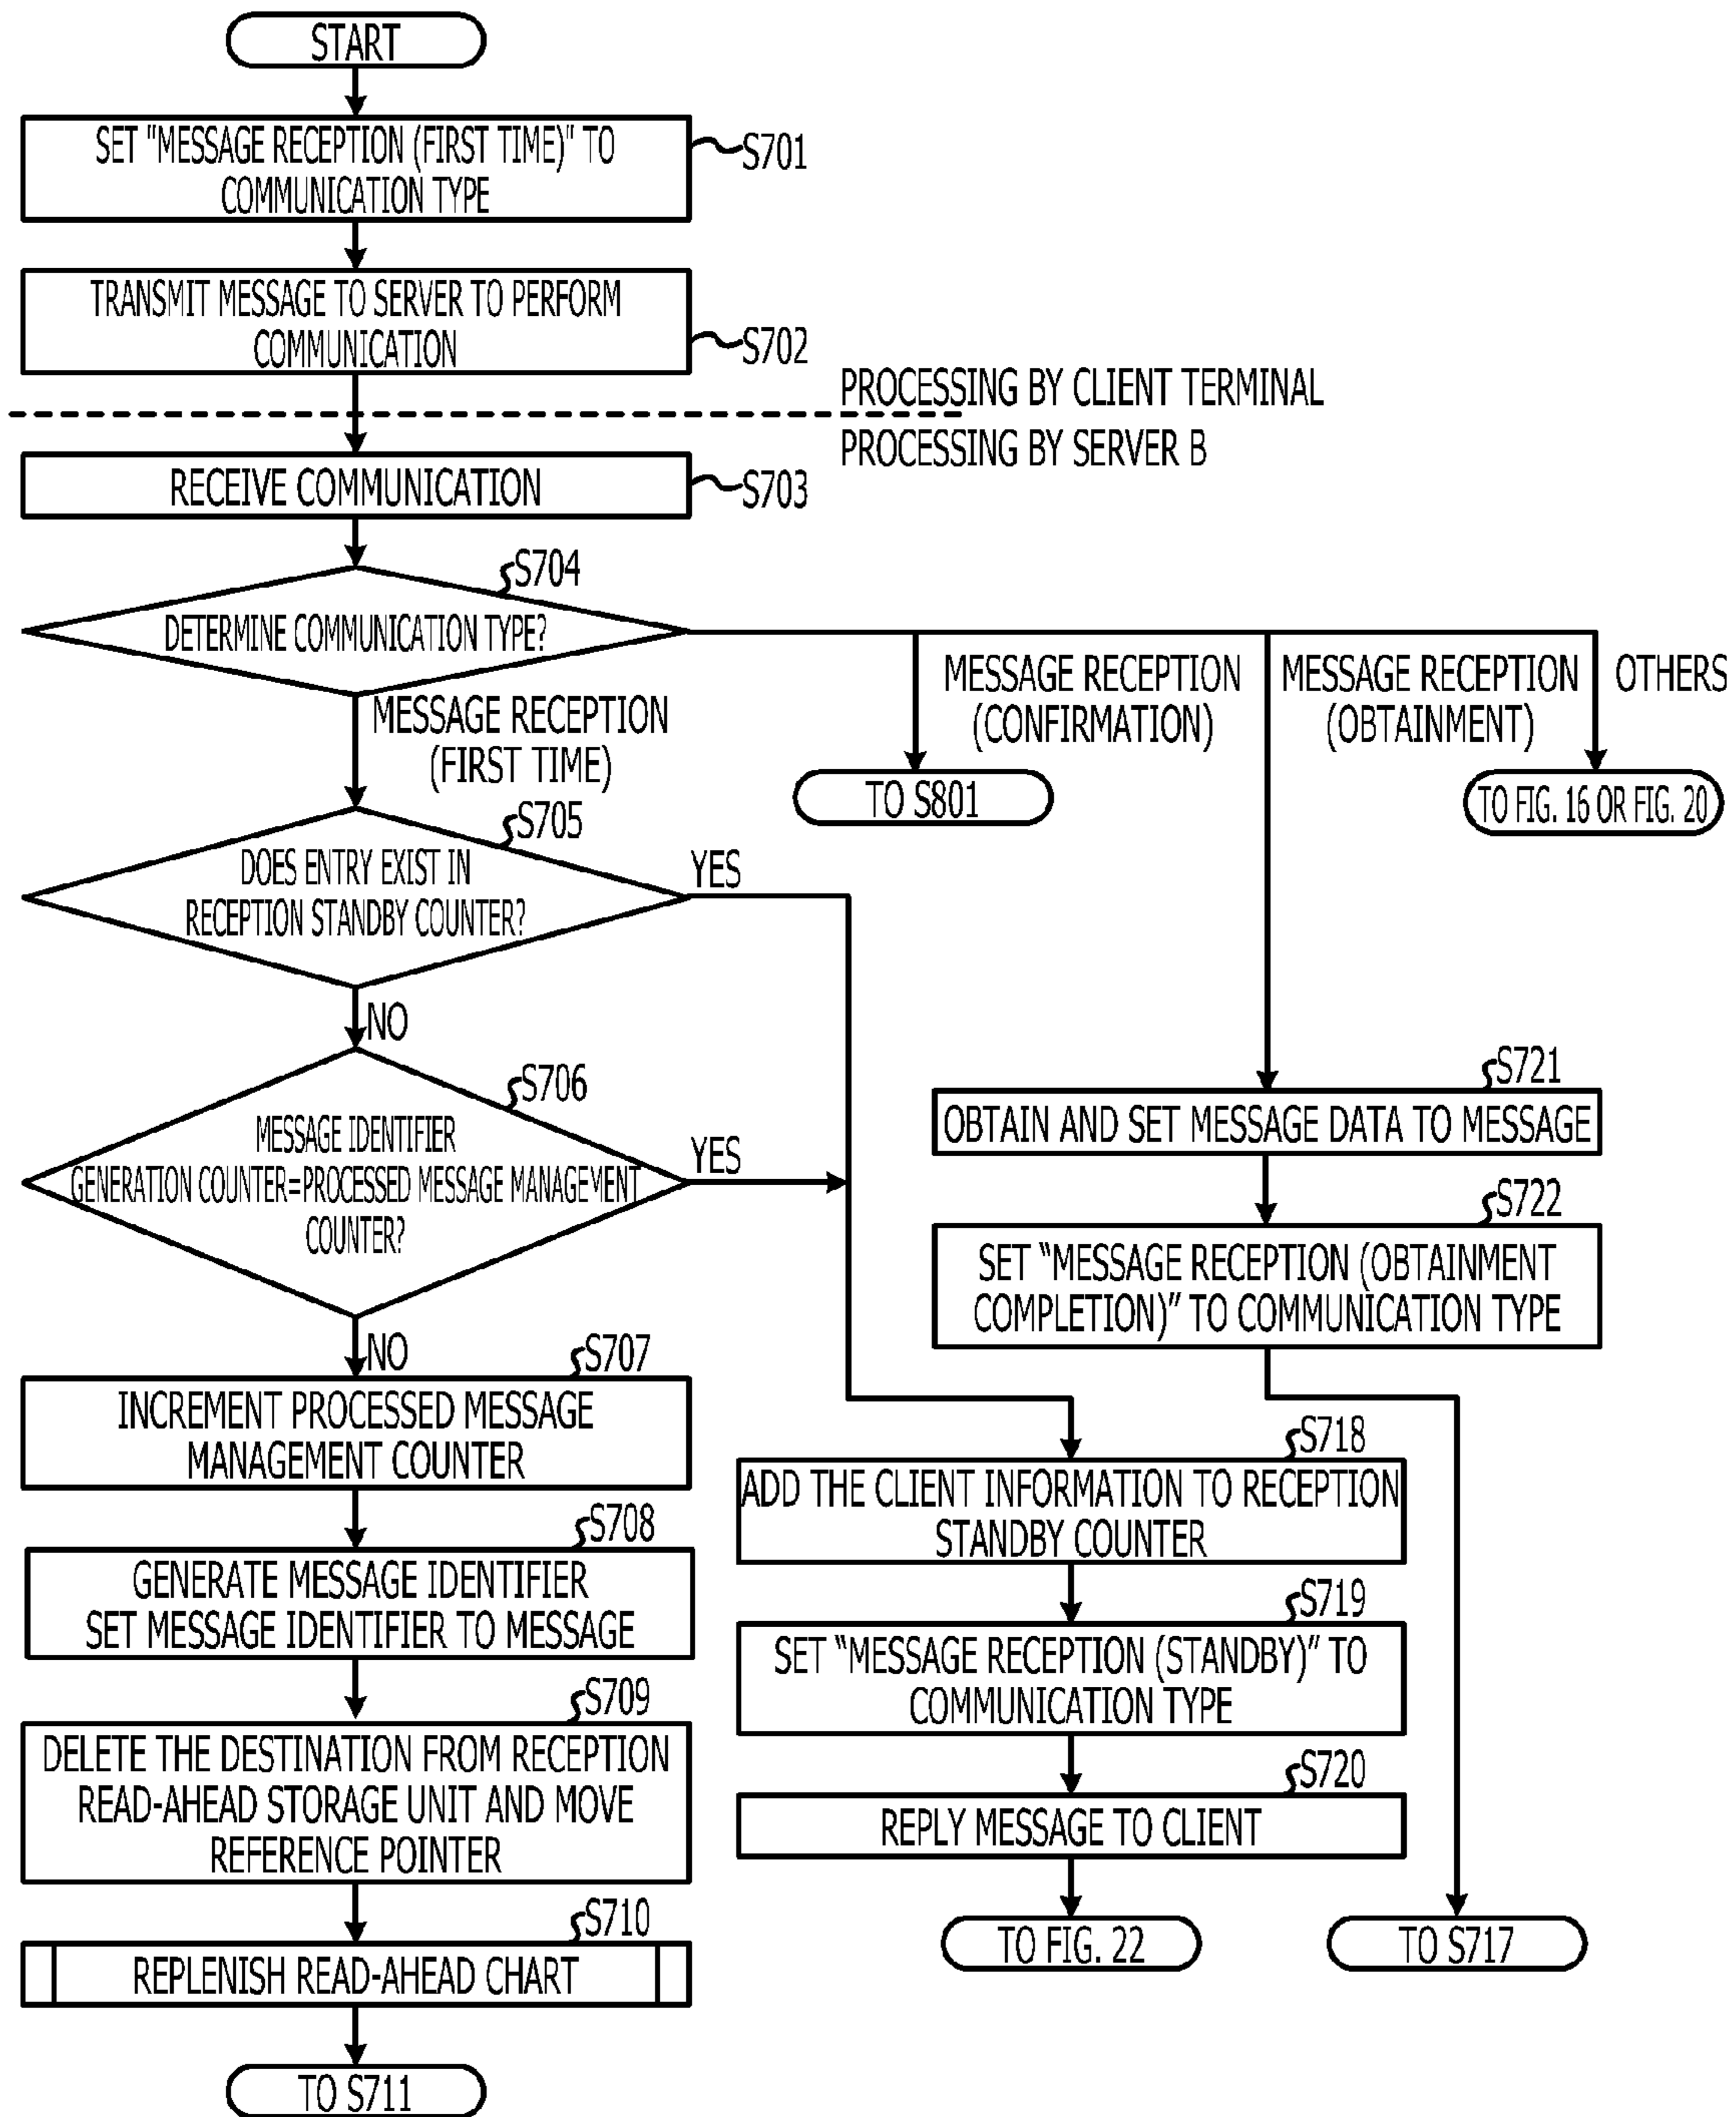 START
SET "MESSAGE RECEPTION (FIRST TIME)" TO
COMMUNICATION TYPE
S701
TRANSMIT MESSAGE TO SERVER TO PERFORM
COMMUNICATION
S702
PROCESSING BY CLIENT TERMINAL
PROCESSING BY SERVER B
RECEIVE COMMUNICATION
S703
S704
DETERMINE COMMUNICATION TYPE?
MESSAGE RECEPTION
(FIRST TIME)
MESSAGE RECEPTION
(CONFIRMATION)
MESSAGE RECEPTION
(OBTAINMENT)
OTHERS
TO S801
TO FIG. 16 OR FIG. 20
S705
DOES ENTRY EXIST IN
RECEPTION STANDBY COUNTER?
YES
NO
S706
MESSAGE IDENTIFIER
GENERATION COUNTER=PROCESSED MESSAGE MANAGEMENT
COUNTER?
YES
NO
S707
INCREMENT PROCESSED MESSAGE
MANAGEMENT COUNTER
S708
GENERATE MESSAGE IDENTIFIER
SET MESSAGE IDENTIFIER TO MESSAGE
S709
DELETE THE DESTINATION FROM RECEPTION
READ-AHEAD STORAGE UNIT AND MOVE
REFERENCE POINTER
S710
REPLENISH READ-AHEAD CHART
TO S711
S721
OBTAIN AND SET MESSAGE DATA TO MESSAGE
S722
SET “MESSAGE RECEPTION (OBTAINMENT
COMPLETION)” TO COMMUNICATION TYPE
S718
ADD THE CLIENT INFORMATION TO RECEPTION
STANDBY COUNTER
S719
SET “MESSAGE RECEPTION (STANDBY)” TO
COMMUNICATION TYPE
S720
REPLY MESSAGE TO CLIENT
TO FIG. 22
TO S717